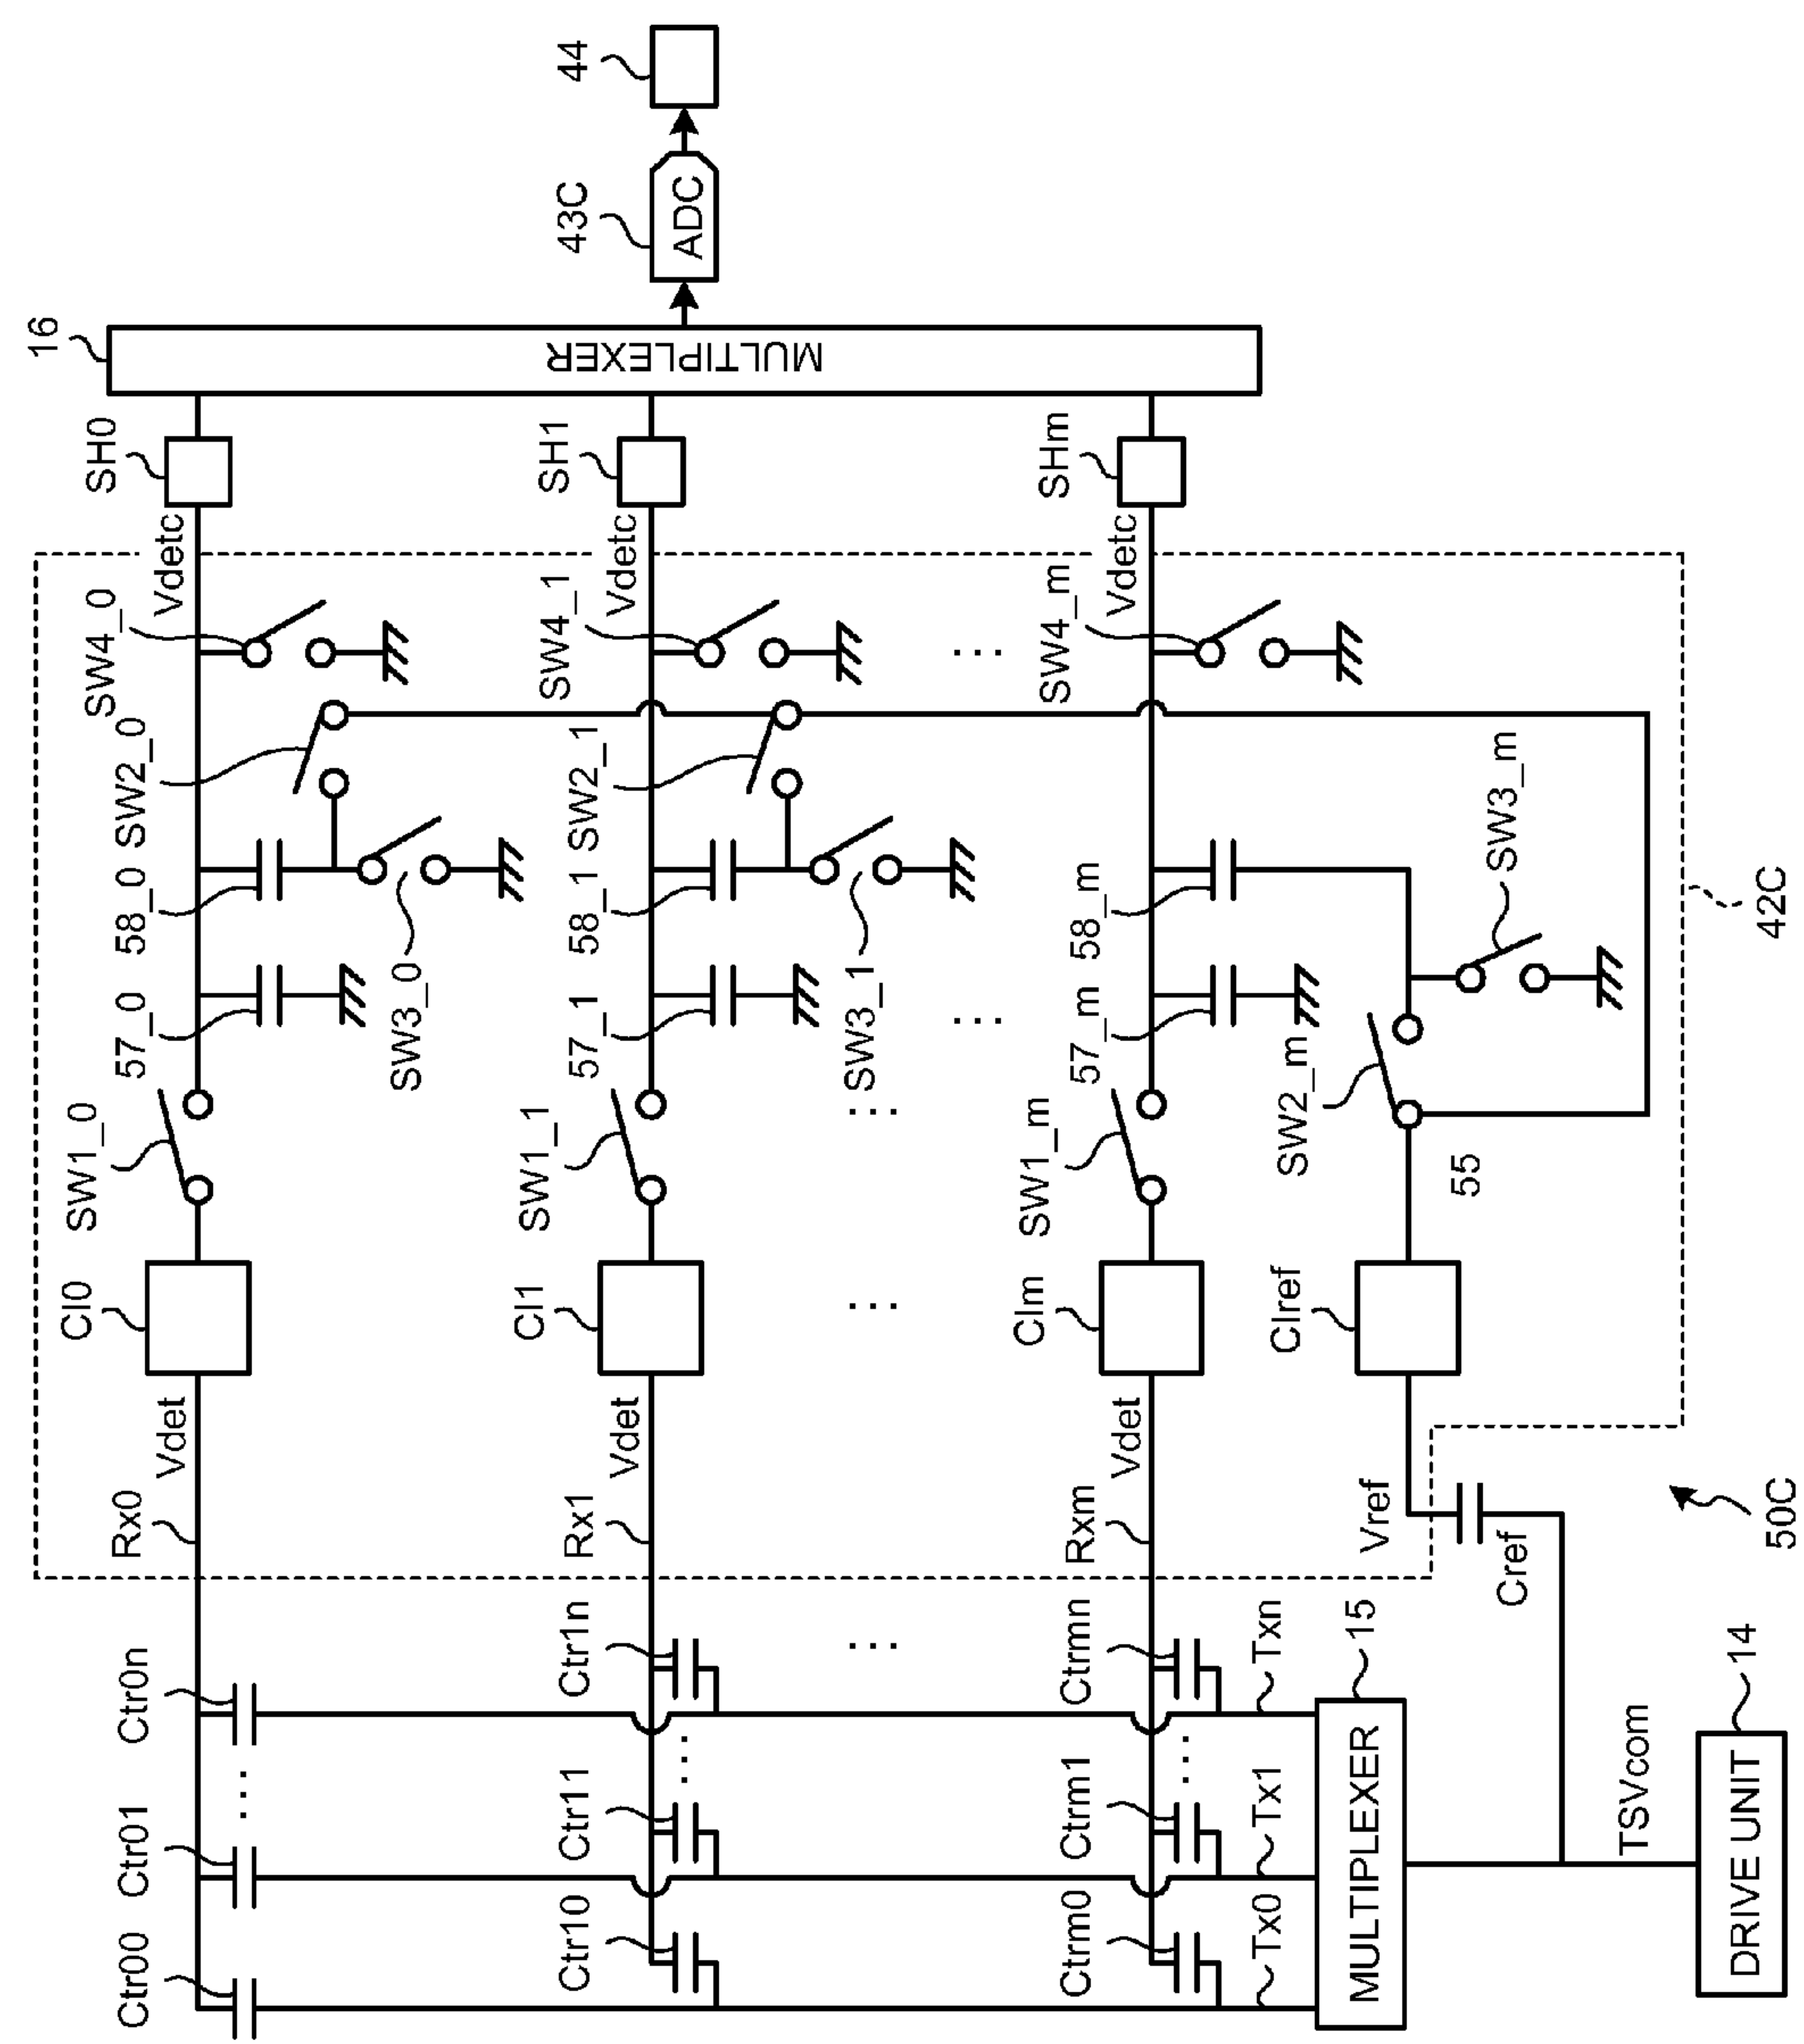 16
43C
44
MULTIPLEXER
ADC
SH0
SH1
SHm
Vdetc
Vdetc
Vdetc
SW4_0
SW4_1
SW4_m
SW2_0
SW2_1
SW3_m
58_0
58_1
58_m
42C
SW3_0
SW3_1
57_0
57_1
57_m
SW2_m
SW1_0
SW1_1
SW1_m
55
CI0
CI1
CIm
CIref
Vdet
Vdet
Vdet
Rx0
Rx1
Rxm
Vref
Cref
50C
Ctr0n
Ctr1n
Ctrmn
Txn
15
Ctr01
Ctr11
Ctrm1
Tx1
Ctr00
Ctr10
Ctrm0
Tx0
MULTIPLEXER
TSVcom
14
DRIVE UNIT
...
...
...
...
...
...
...
...